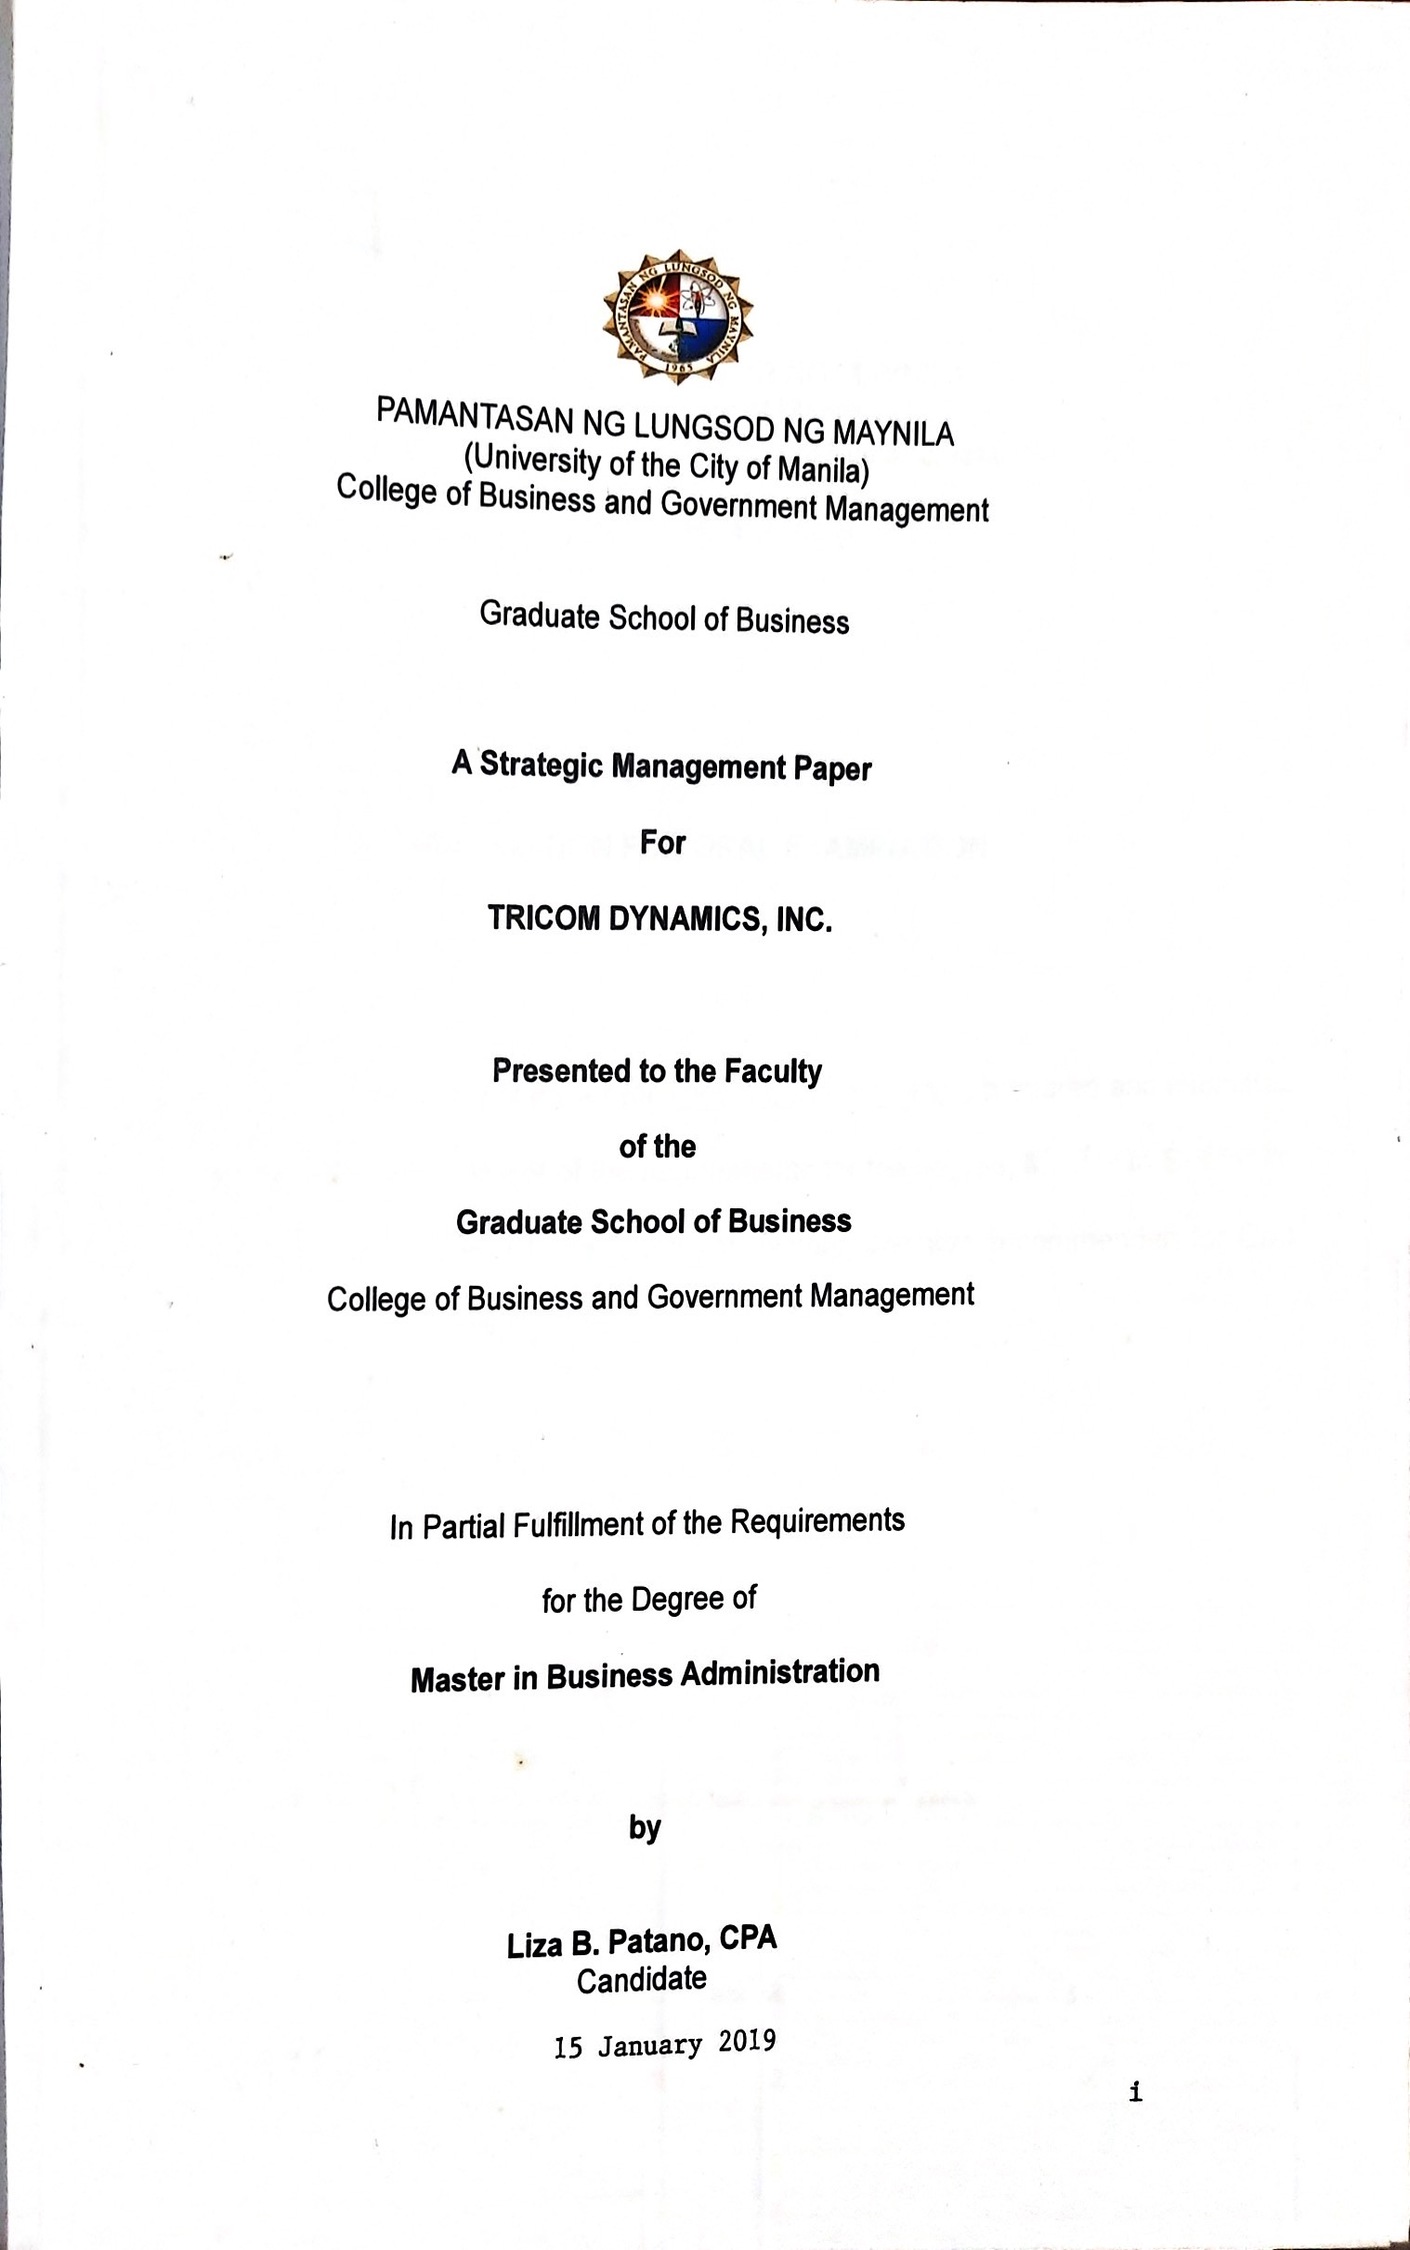 PAMANTASAN NG LUNGSOD NG MAYNILA
1965
PAMANTASAN NG LUNGSOD NG MAYNILA
(University of the City of Manila)
College of Business and Government Management
Graduate School of Business
A Strategic Management Paper
For
TRICOM DYNAMICS, INC.
Presented to the Faculty
of the
Graduate School of Business
College of Business and Government Management
In Partial Fulfillment of the Requirements
for the Degree of
Master in Business Administration
by
Liza B. Patano, CPA
Candidate
15 January 2019
i